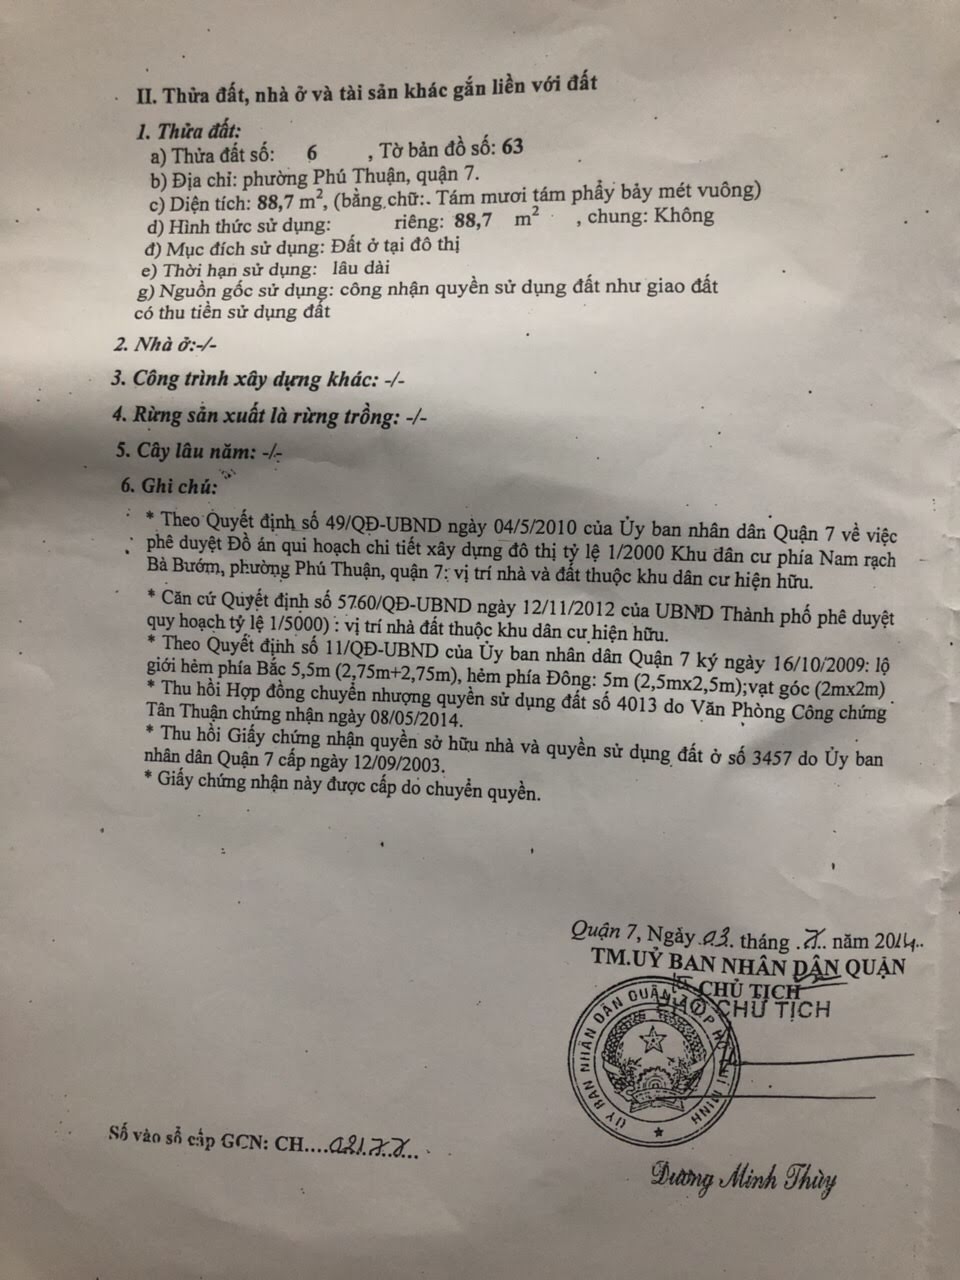 II. Thửa đất, nhà ở và tài sản khác gắn liền với đất
1. Thửa đất:
a) Thửa đất số: 6 , Tờ bản đồ số: 63
b) Địa chỉ: phường Phú Thuận, quận 7.
c) Diện tích: 88,7 m², (bằng chữ:. Tám mươi tám phẩy bảy mét vuông)
d) Hình thức sử dụng: riêng: 88,7 m² , chung: Không
đ) Mục đích sử dụng: Đất ở tại đô thị
e) Thời hạn sử dụng: lâu dài
g) Nguồn gốc sử dụng: công nhận quyền sử dụng đất như giao đất
có thu tiền sử dụng đất
2. Nhà ở:-/-
3. Công trình xây dựng khác: -/-
4. Rừng sản xuất là rừng trồng: -/-
5. Cây lâu năm: -/-
6. Ghi chú:
* Theo Quyết định số 49/QĐ-UBND ngày 04/5/2010 của Ủy ban nhân dân Quận 7 về việc
phê duyệt Đồ án qui hoạch chi tiết xây dựng đô thị tỷ lệ 1/2000 Khu dân cư phía Nam rạch
Bà Bướm, phường Phú Thuận, quận 7: vị trí nhà và đất thuộc khu dân cư hiện hữu.
* Căn cứ Quyết định số 5760/QĐ-UBND ngày 12/11/2012 của UBND Thành phố phê duyệt
quy hoạch tỷ lệ 1/5000) : vị trí nhà đất thuộc khu dân cư hiện hữu.
* Theo Quyết định số 11/QĐ-UBND của Ủy ban nhân dân Quận 7 ký ngày 16/10/2009: lộ
giới hẻm phía Bắc 5,5m (2,75m+2,75m), hẻm phía Đông: 5m (2,5mx2,5m);vạt góc (2mx2m)
* Thu hồi Hợp đồng chuyển nhượng quyền sử dụng đất số 4013 do Văn Phòng Công chứng
Tân Thuận chứng nhận ngày 08/05/2014.
* Thu hồi Giấy chứng nhận quyền sở hữu nhà và quyền sử dụng đất ở số 3457 do Ủy ban
nhân dân Quận 7 cấp ngày 12/09/2003.
* Giấy chứng nhận này được cấp do chuyển quyền.
Quận 7, Ngày 03 tháng 7 năm 2014
TM.UỶ BAN NHÂN DÂN QUẬN
CHỦ TỊCH
CHỦ TỊCH
ỦY BAN NHÂN DÂN QUẬN 7 T.P HỒ CHÍ MINH
Số vào sổ cấp GCN: CH....02177...
Dương Minh Thùy